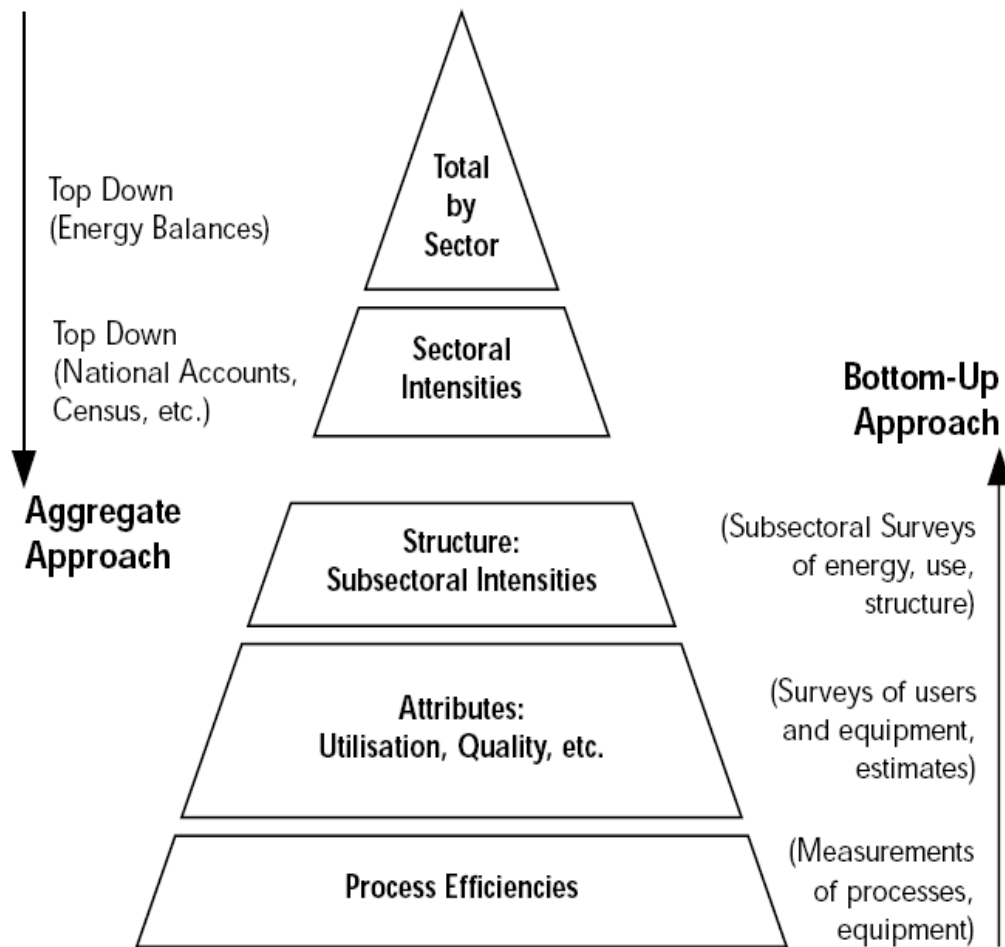 Total
by
Sector
Top Down
(Energy Balances)
Top Down
(National Accounts,
Census, etc.)
Sectoral
Intensities
Bottom-Up
Approach
Aggregate
Approach
Structure:
Subsectoral Intensities
(Subsectoral Surveys
of energy, use,
structure)
Attributes:
Utilisation, Quality, etc.
(Surveys of users
and equipment,
estimates)
Process Efficiencies
(Measurements
of processes,
equipment)